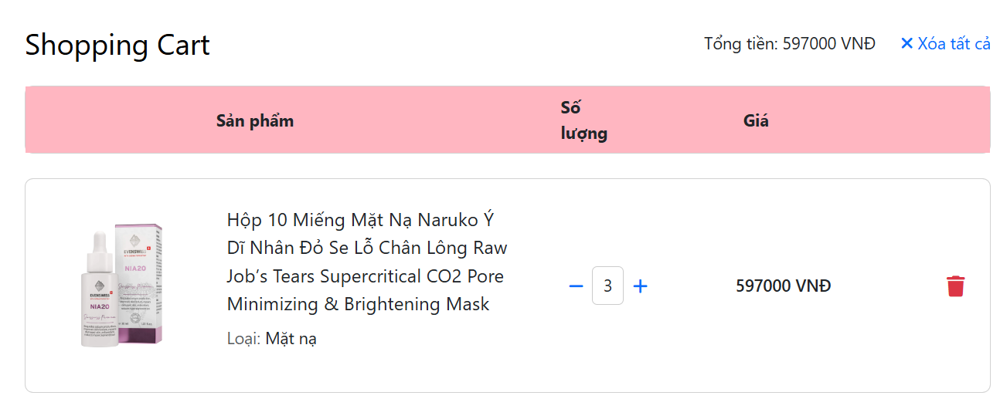 Shopping Cart
Tổng tiền: 597000 VNĐ
Xóa tất cả
Sản phẩm
Số
lượng
Giá
EVENSWISS
NIA20
EVENSWISS
NIA20
Hộp 10 Miếng Mặt Nạ Naruko Ý
Dĩ Nhân Đỏ Se Lỗ Chân Lông Raw
Job’s Tears Supercritical CO2 Pore
Minimizing & Brightening Mask
Loại: Mặt nạ
3
597000 VNĐ